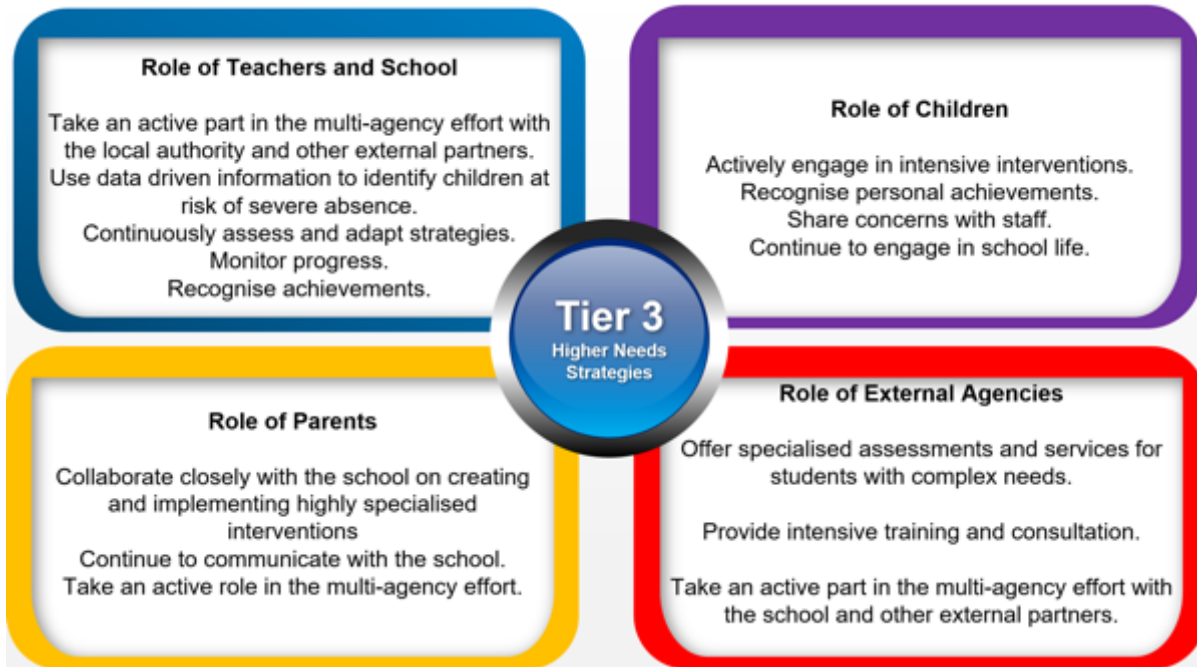 Role of Teachers and School
Take an active part in the multi-agency effort with
the local authority and other external partners.
Use data driven information to identify children at
risk of severe absence.
Continuously assess and adapt strategies.
Monitor progress.
Recognise achievements.
Role of Children
Actively engage in intensive interventions.
Recognise personal achievements.
Share concerns with staff.
Continue to engage in school life.
Tier 3
Higher Needs
Strategies
Role of Parents
Collaborate closely with the school on creating
and implementing highly specialised
interventions
Continue to communicate with the school.
Take an active role in the multi-agency effort.
Role of External Agencies
Offer specialised assessments and services for
students with complex needs.
Provide intensive training and consultation.
Take an active part in the multi-agency effort with
the school and other external partners.